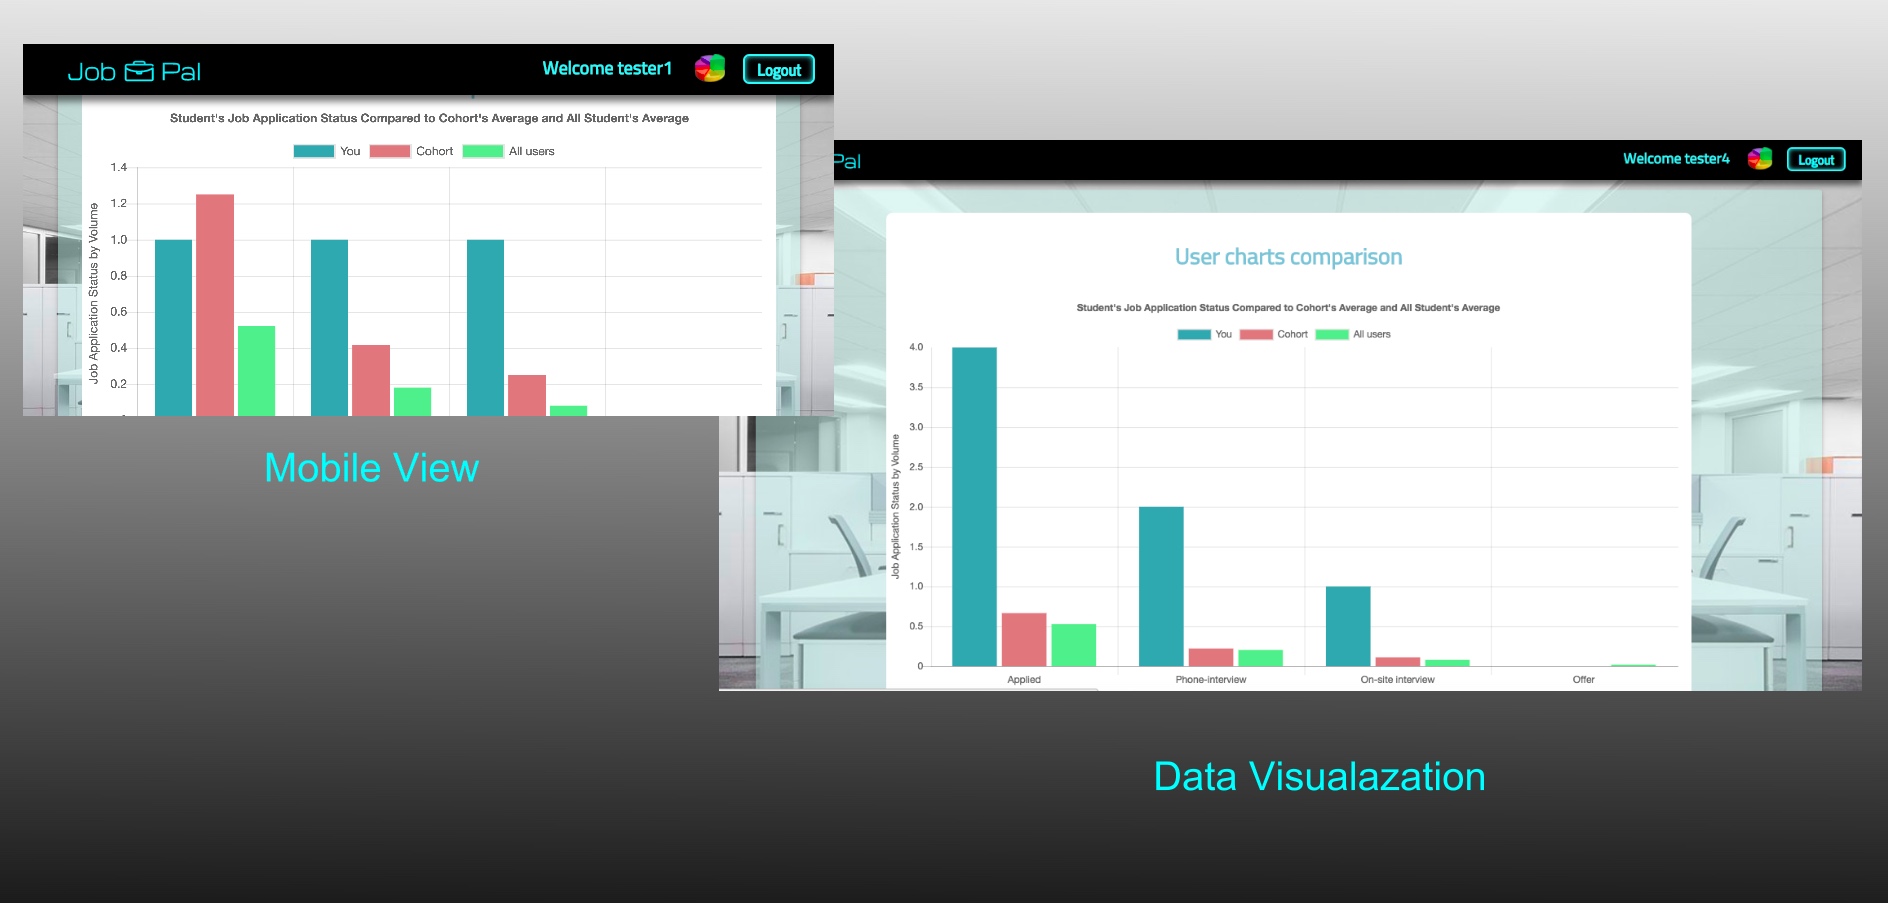 Job Pal
Welcome tester1
Logout
Student's Job Application Status Compared to Cohort's Average and All Student's Average
You
Cohort
All users
1.4
1.2
1.0
0.8
0.6
0.4
0.2
Job Application Status by Volume
Mobile View
Pal
Welcome tester4
Logout
User charts comparison
Student's Job Application Status Compared to Cohort's Average and All Student's Average
You
Cohort
All users
4.0
3.5
3.0
2.5
2.0
1.5
1.0
0.5
0
Job Application Status by Volume
Applied
Phone-interview
On-site interview
Offer
Data Visualazation